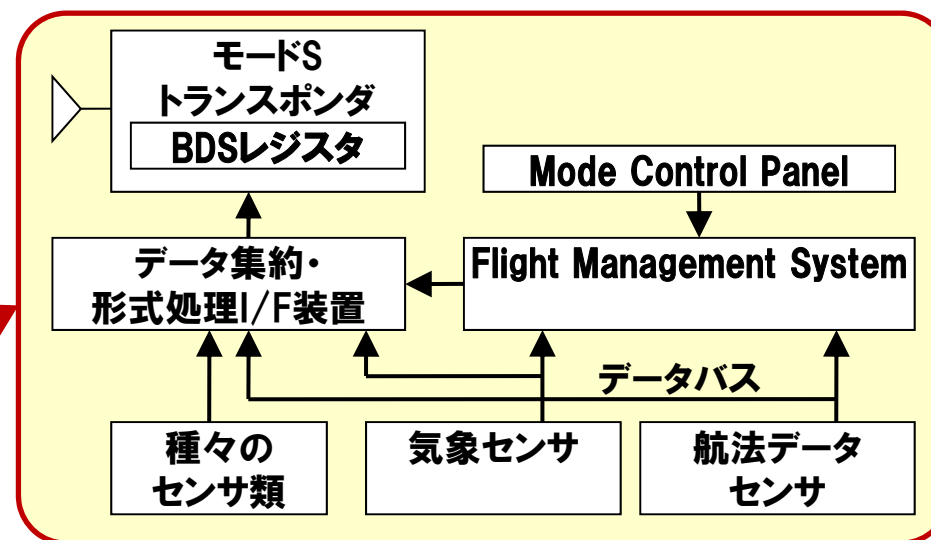 モードS
トランスポンダ
BDSレジスタ
Mode Control Panel
データ集約・
形式処理I/F装置
Flight Management System
データバス
種々の
センサ類
気象センサ
航法データ
センサ